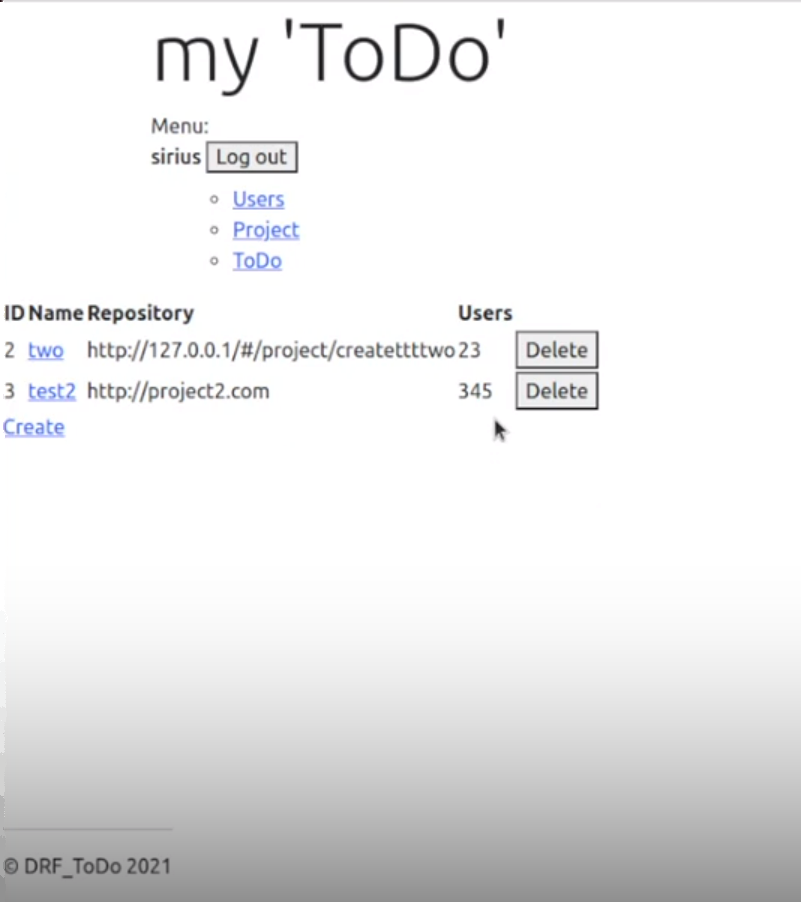 my 'ToDo'
Menu:
sirius Log out
Users
Project
ToDo
ID Name Repository Users
2 two http://127.0.0.1/#/project/createttttwo 23 Delete
3 test2 http://project2.com 345 Delete
Create
© DRF_ToDo 2021